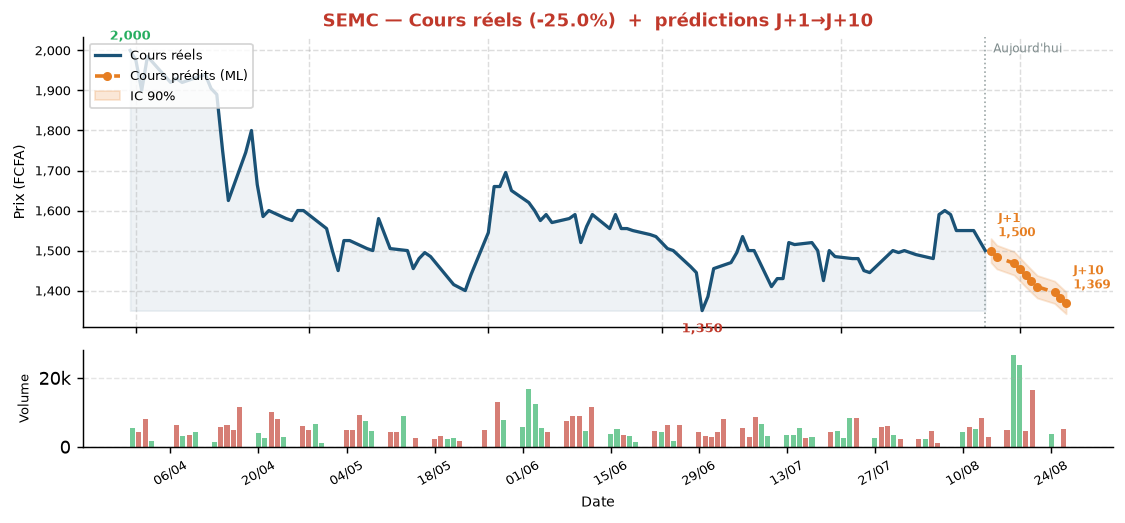 SEMC — Cours réels (-25.0%)  +  prédictions J+1→J+10
2,000
Cours réels
Cours prédits (ML)
IC 90%
Aujourd'hui
Prix (FCFA)
2,000
1,900
1,800
1,700
1,600
1,500
1,400
J+1
1,500
J+10
1,369
1,350
Volume
20k
0
06/04
20/04
04/05
18/05
01/06
15/06
29/06
13/07
27/07
10/08
24/08
Date